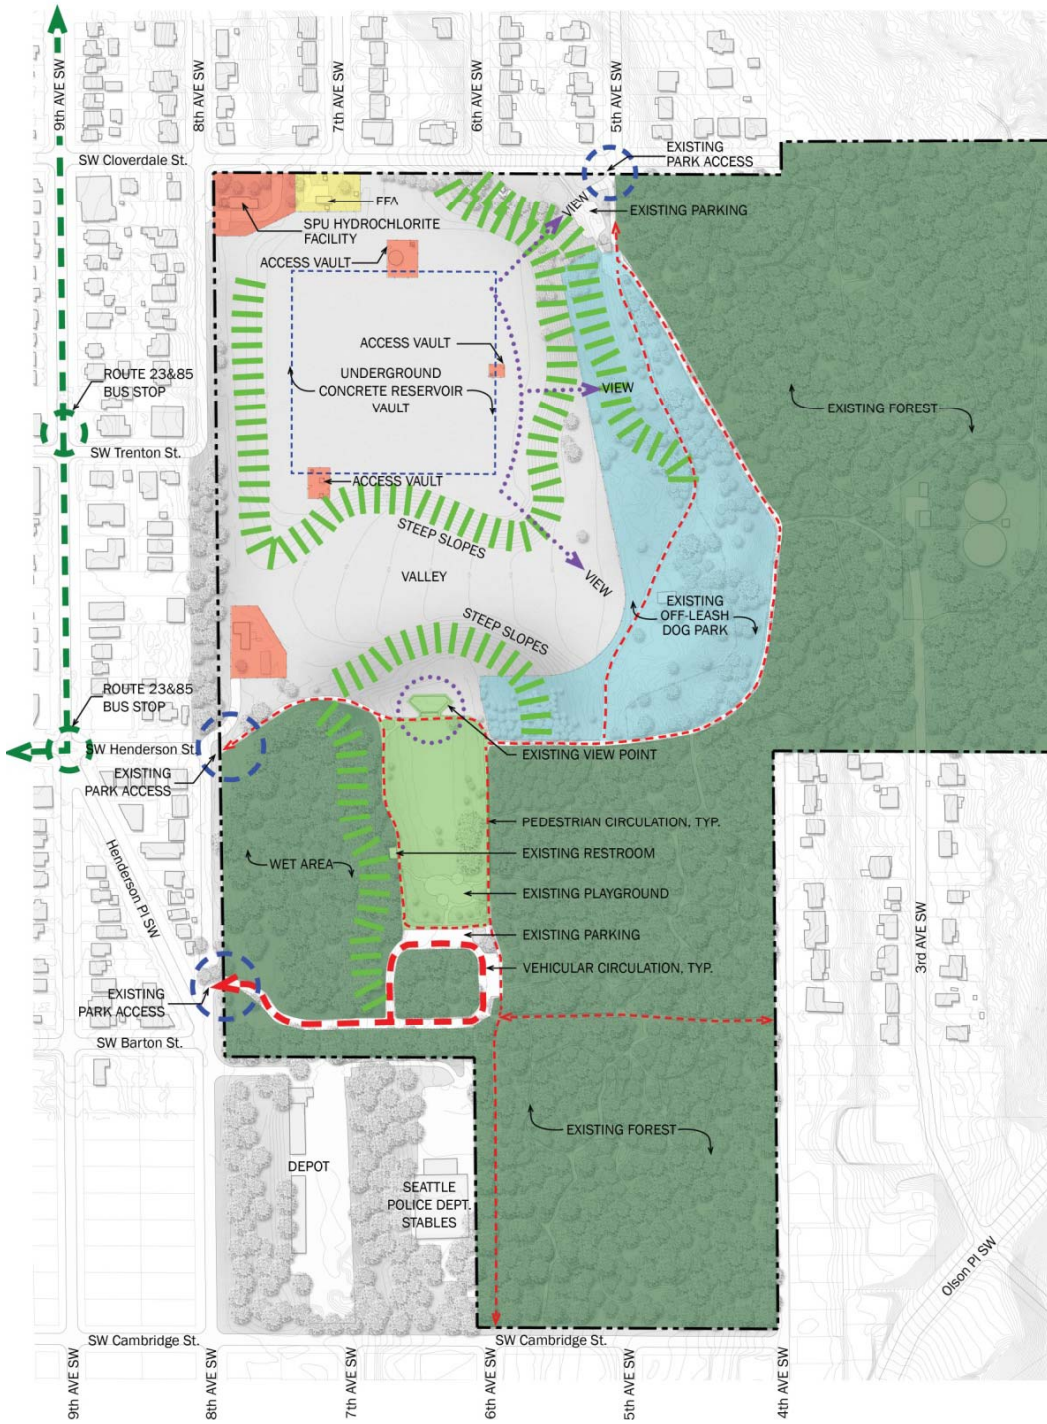 9th AVE SW
8th AVE SW
7th AVE SW
6th AVE SW
5th AVE SW
SW Cloverdale St.
EXISTING
PARK ACCESS
EFA
VIEW
EXISTING PARKING
SPU HYDROCHLORITE
FACILITY
ACCESS VAULT
ACCESS VAULT
ROUTE 23&85
BUS STOP
UNDERGROUND
CONCRETE RESERVOIR
VAULT
VIEW
EXISTING FOREST
SW Trenton St.
ACCESS VAULT
STEEP SLOPES
VALLEY
VIEW
EXISTING
OFF-LEASH
DOG PARK
STEEP SLOPES
ROUTE 23&85
BUS STOP
SW Henderson St.
EXISTING VIEW POINT
EXISTING
PARK ACCESS
PEDESTRIAN CIRCULATION, TYP.
Henderson Pl SW
WET AREA
EXISTING RESTROOM
EXISTING PLAYGROUND
EXISTING PARKING
3rd AVE SW
VEHICULAR CIRCULATION, TYP.
EXISTING
PARK ACCESS
SW Barton St.
EXISTING FOREST
DEPOT
SEATTLE
POLICE DEPT.
STABLES
Olson Pl SW
SW Cambridge St.
SW Cambridge St.
9th AVE SW
8th AVE SW
7th AVE SW
6th AVE SW
5th AVE SW
4th AVE SW